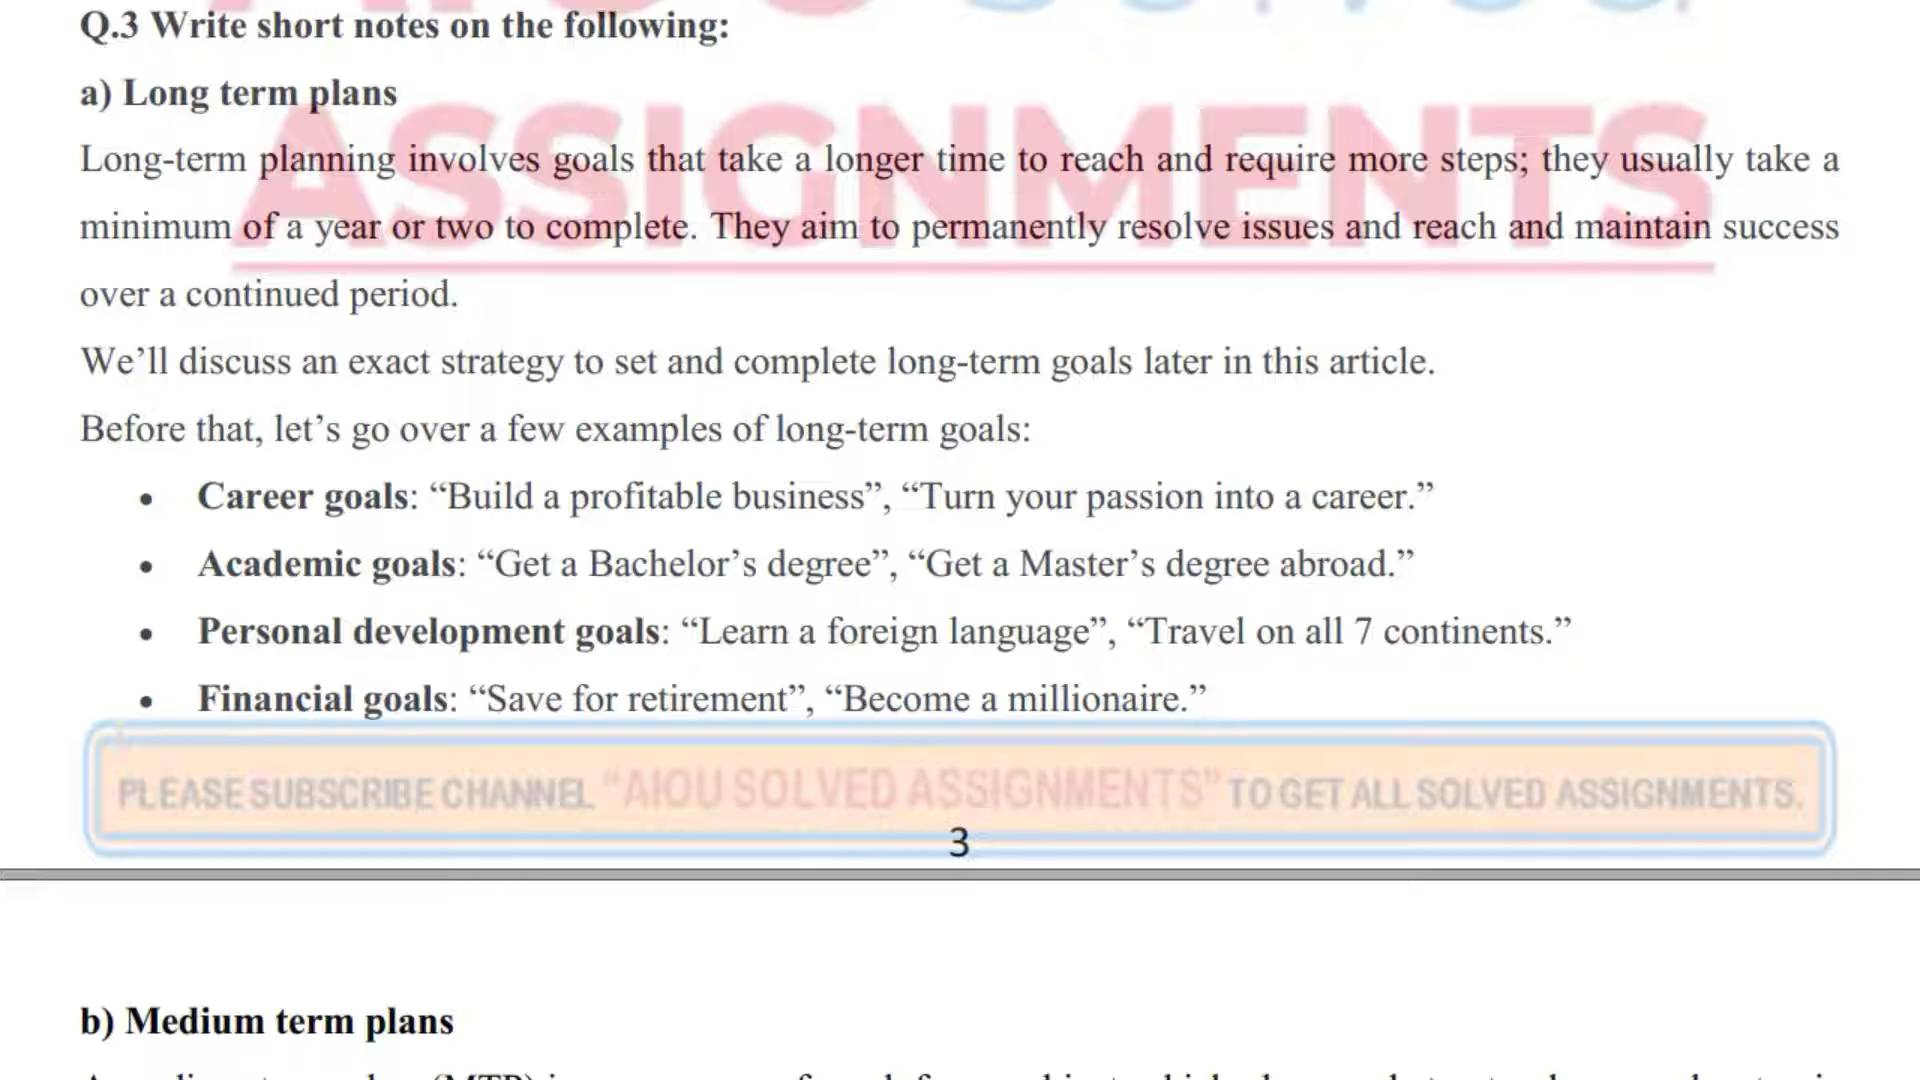 Q.3 Write short notes on the following:
a) Long term plans
ASSIGNMENTS
Long-term planning involves goals that take a longer time to reach and require more steps; they usually take a
minimum of a year or two to complete. They aim to permanently resolve issues and reach and maintain success
over a continued period.
We’ll discuss an exact strategy to set and complete long-term goals later in this article.
Before that, let’s go over a few examples of long-term goals:
• Career goals: “Build a profitable business”, “Turn your passion into a career.”
• Academic goals: “Get a Bachelor’s degree”, “Get a Master’s degree abroad.”
• Personal development goals: “Learn a foreign language”, “Travel on all 7 continents.”
• Financial goals: “Save for retirement”, “Become a millionaire.”
PLEASE SUBSCRIBE CHANNEL “AIOU SOLVED ASSIGNMENTS” TO GET ALL SOLVED ASSIGNMENTS.
3
b) Medium term plans